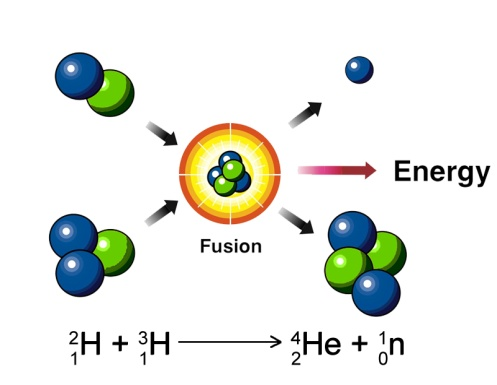 Energy
Fusion
²₁H + ³₁H ⟶ ⁴₂He + ¹₀n